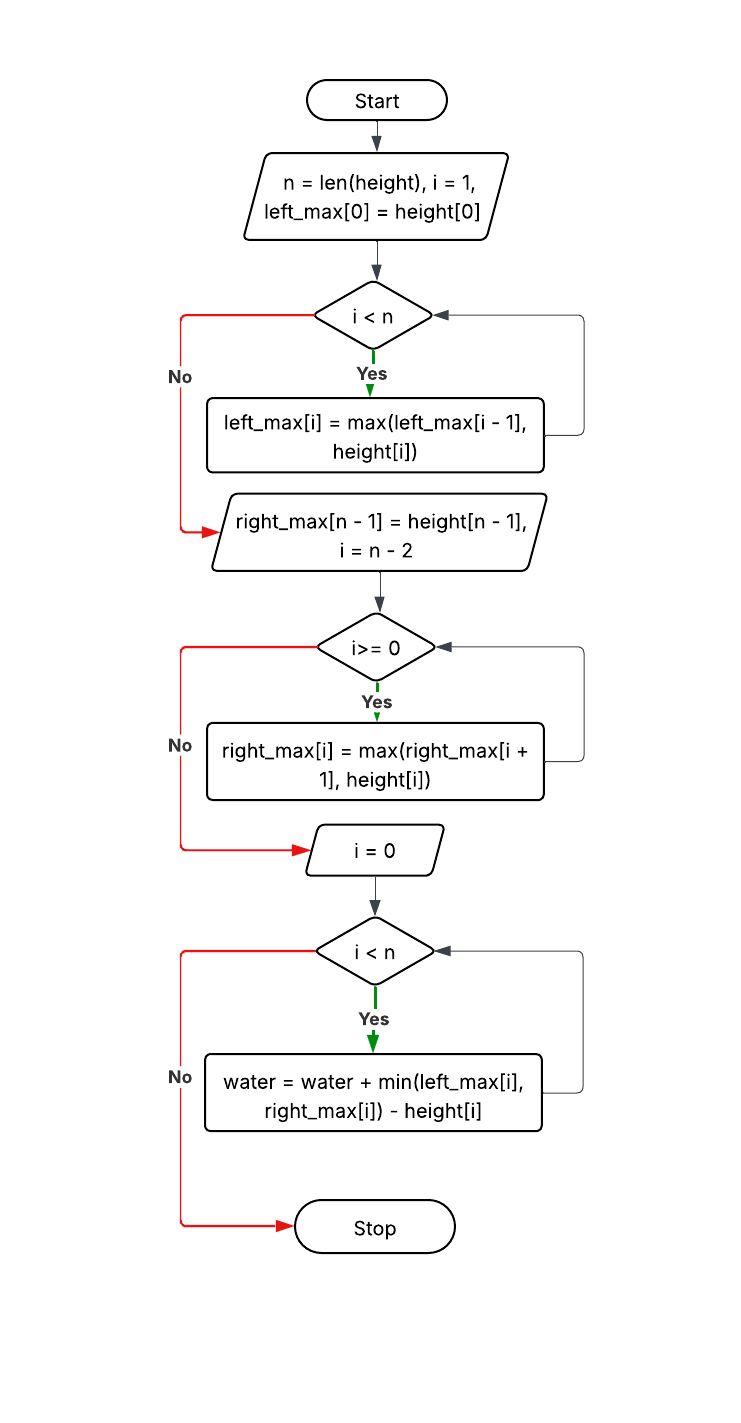 Start
n = len(height), i = 1,
left_max[0] = height[0]
i < n
Yes
No
left_max[i] = max(left_max[i - 1],
height[i])
right_max[n - 1] = height[n - 1],
i = n - 2
i>= 0
Yes
No
right_max[i] = max(right_max[i +
1], height[i])
i = 0
i < n
Yes
No
water = water + min(left_max[i],
right_max[i]) - height[i]
Stop